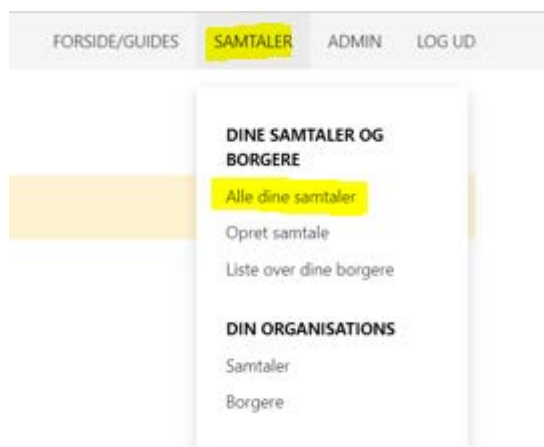 FORSIDE/GUIDES SAMTALER ADMIN LOG UD
DINE SAMTALER OG
BORGERE
Alle dine samtaler
Opret samtale
Liste over dine borgere
DIN ORGANISATIONS
Samtaler
Borgere